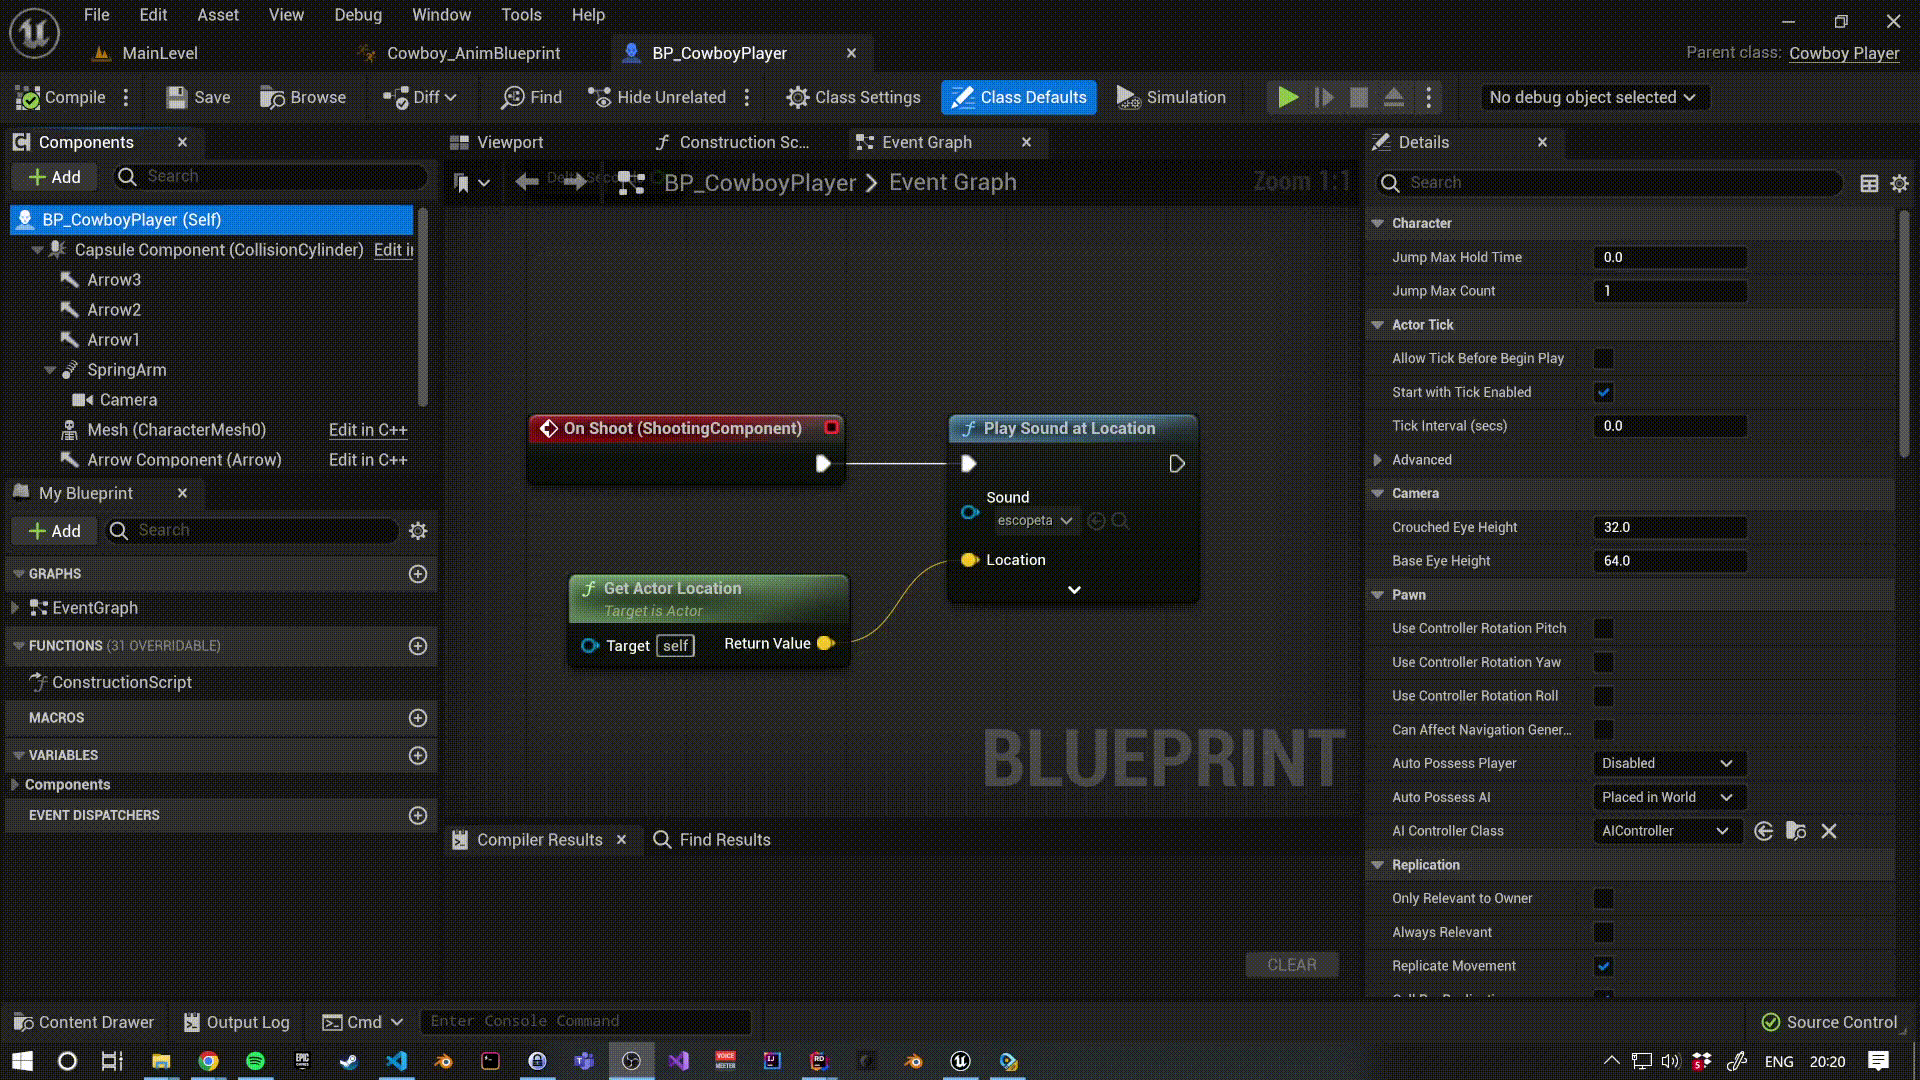 File Edit Asset View Debug Window Tools Help
MainLevel
Cowboy_AnimBlueprint
BP_CowboyPlayer
Parent class: Cowboy Player
Compile
Save
Browse
Diff
Find
Hide Unrelated
Class Settings
Class Defaults
Simulation
No debug object selected
Components
Add
Search
BP_CowboyPlayer (Self)
Capsule Component (CollisionCylinder) Edit i
Arrow3
Arrow2
Arrow1
SpringArm
Camera
Mesh (CharacterMesh0) Edit in C++
Arrow Component (Arrow) Edit in C++
My Blueprint
Add
Search
GRAPHS
EventGraph
FUNCTIONS (31 OVERRIDABLE)
ConstructionScript
MACROS
VARIABLES
Components
EVENT DISPATCHERS
Viewport
Construction Sc...
Event Graph
BP_CowboyPlayer > Event Graph
Zoom 1:1
On Shoot (ShootingComponent)
Play Sound at Location
Sound
escopeta
Location
Get Actor Location
Target is Actor
Target self
Return Value
BLUEPRINT
Compiler Results
Find Results
CLEAR
Details
Search
Character
Jump Max Hold Time 0.0
Jump Max Count 1
Actor Tick
Allow Tick Before Begin Play
Start with Tick Enabled
Tick Interval (secs) 0.0
Advanced
Camera
Crouched Eye Height 32.0
Base Eye Height 64.0
Pawn
Use Controller Rotation Pitch
Use Controller Rotation Yaw
Use Controller Rotation Roll
Can Affect Navigation Gener...
Auto Possess Player Disabled
Auto Possess AI Placed in World
AI Controller Class AIController
Replication
Only Relevant to Owner
Always Relevant
Replicate Movement
Content Drawer
Output Log
Cmd
Enter Console Command
Source Control
ENG 20:20